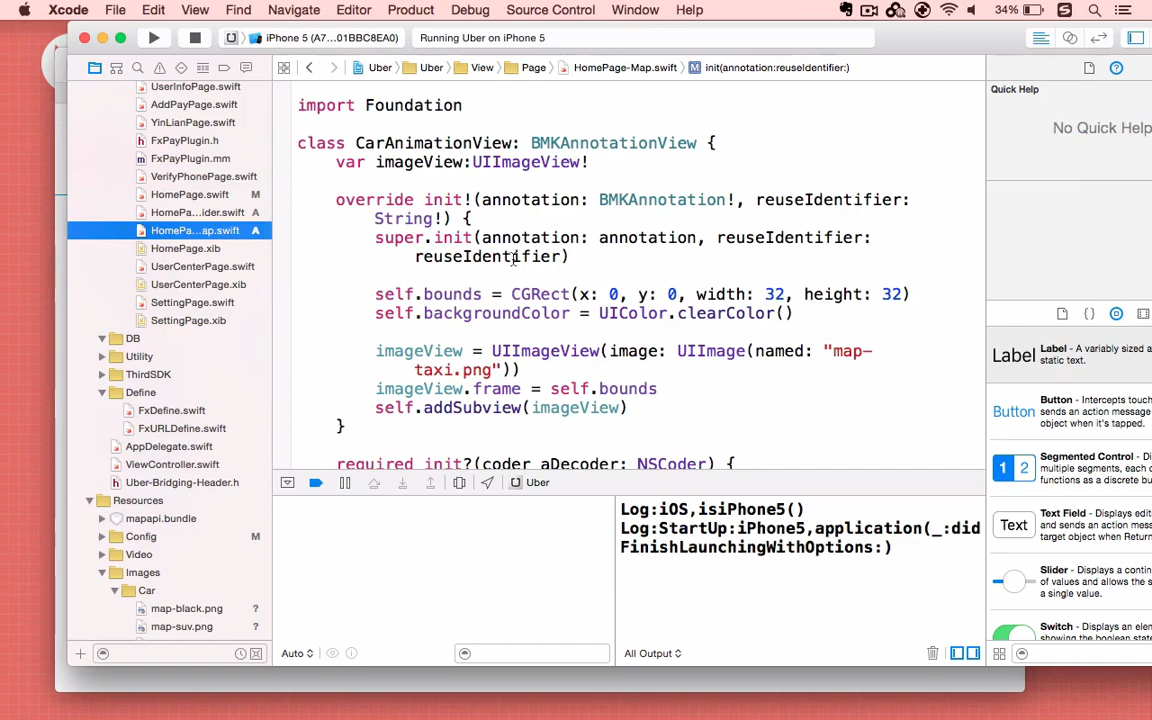 Xcode File Edit View Find Navigate Editor Product Debug Source Control Window Help 34%
iPhone 5 (A7...01BBC8EA0) Running Uber on iPhone 5
Uber Uber View Page HomePage-Map.swift M init(annotation:reuseIdentifier:)
UserInfoPage.swift
AddPayPage.swift
YinLianPage.swift
FxPayPlugin.h
FxPayPlugin.mm
VerifyPhonePage.swift
HomePage.swift M
HomePa...ider.swift A
HomePa...ap.swift A
HomePage.xib
UserCenterPage.swift
UserCenterPage.xib
SettingPage.swift
SettingPage.xib
DB
Utility
ThirdSDK
Define
FxDefine.swift
FxURLDefine.swift
AppDelegate.swift
ViewController.swift
Uber-Bridging-Header.h
Resources
mapapi.bundle
Config M
Video
Images
Car
map-black.png ?
map-suv.png ?
import Foundation
class CarAnimationView: BMKAnnotationView {
var imageView:UIImageView!
override init!(annotation: BMKAnnotation!, reuseIdentifier:
String!) {
super.init(annotation: annotation, reuseIdentifier:
reuseIdentifier)
self.bounds = CGRect(x: 0, y: 0, width: 32, height: 32)
self.backgroundColor = UIColor.clearColor()
imageView = UIImageView(image: UIImage(named: "map-
taxi.png"))
imageView.frame = self.bounds
self.addSubview(imageView)
}
required init?(coder aDecoder: NSCoder) {
Uber
Log:iOS,isiPhone5()
Log:StartUp:iPhone5,application(_:did
FinishLaunchingWithOptions:)
Auto
All Output
Quick Help
No Quick Help
Label Label - A variably sized a
static text.
Button Button - Intercepts touch
sends an action message
object when it's tapped.
1 2 Segmented Control - Di
multiple segments, each o
functions as a discrete bu
Text Text Field - Displays edit
and sends an action mess
target object when Retur
Slider - Displays a contin
of values and allows the s
a single value.
Switch - Displays an elem
showing the boolean stat